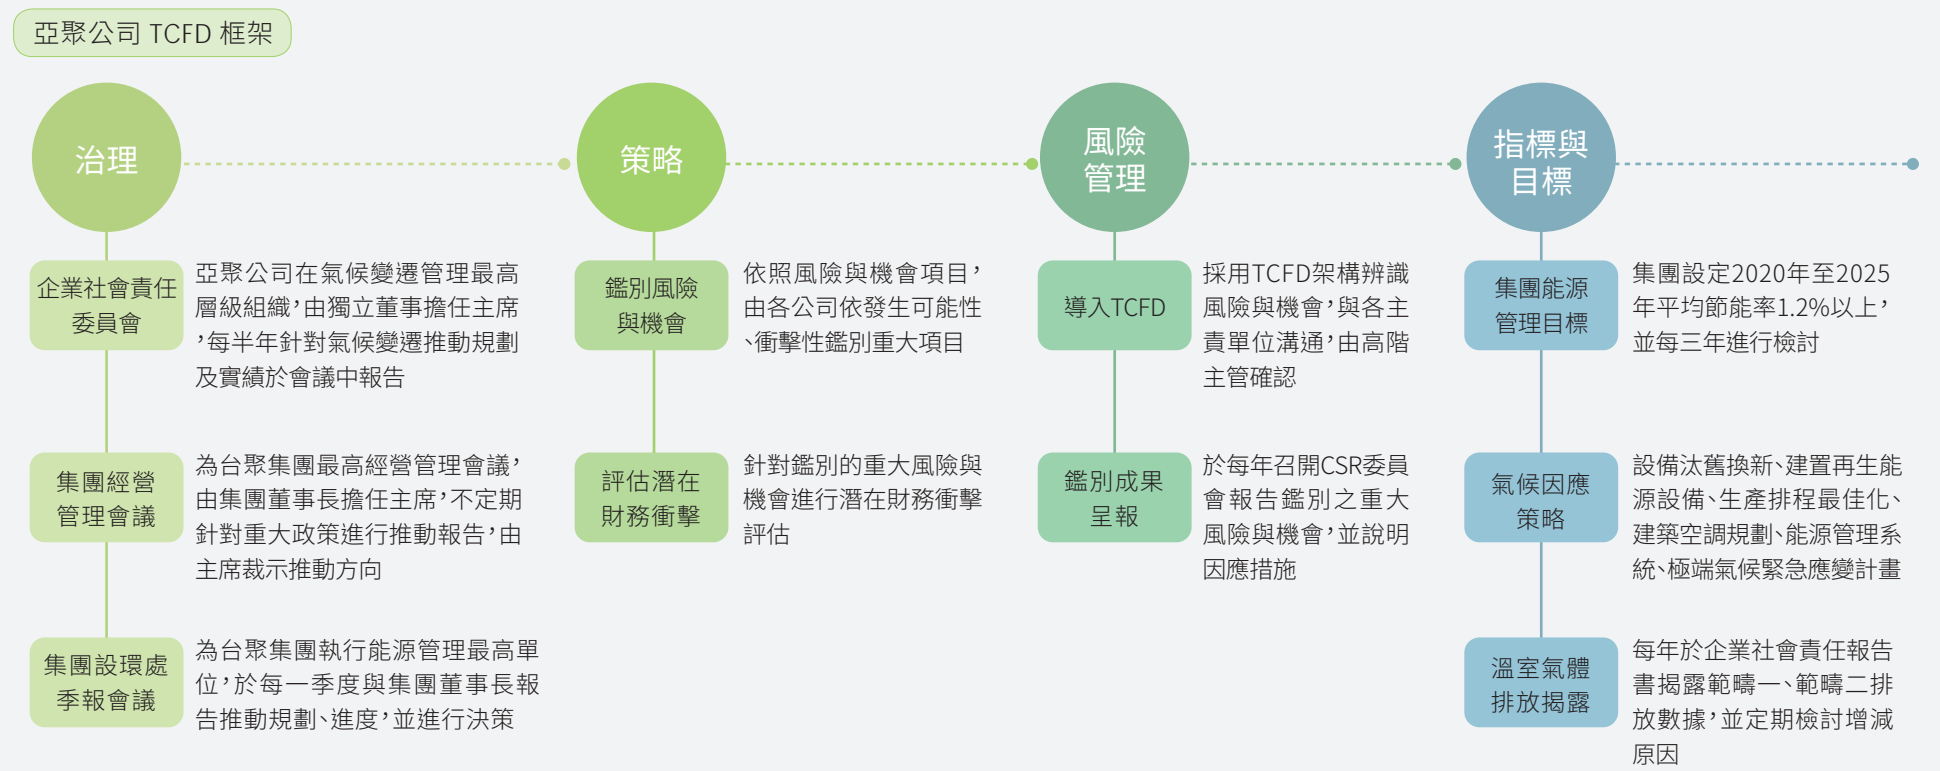 亞聚公司 TCFD 框架
治理
企業社會責任
委員會
亞聚公司在氣候變遷管理最高
層級組織，由獨立董事擔任主席
，每半年針對氣候變遷推動規劃
及實績於會議中報告
集團經營
管理會議
為台聚集團最高經營管理會議，
由集團董事長擔任主席，不定期
針對重大政策進行推動報告，由
主席裁示推動方向
集團設環處
季報會議
為台聚集團執行能源管理最高單
位，於每一季度與集團董事長報
告推動規劃、進度，並進行決策
策略
鑑別風險
與機會
依照風險與機會項目，
由各公司依發生可能性
、衝擊性鑑別重大項目
評估潛在
財務衝擊
針對鑑別的重大風險與
機會進行潛在財務衝擊
評估
風險
管理
導入TCFD
採用TCFD架構辨識
風險與機會，與各主
責單位溝通，由高階
主管確認
鑑別成果
呈報
於每年召開CSR委員
會報告鑑別之重大
風險與機會，並說明
因應措施
指標與
目標
集團能源
管理目標
集團設定2020年至2025
年平均節能率1.2%以上，
並每三年進行檢討
氣候因應
策略
設備汰舊換新、建置再生能
源設備、生產排程最佳化、
建築空調規劃、能源管理系
統、極端氣候緊急應變計畫
溫室氣體
排放揭露
每年於企業社會責任報告
書揭露範疇一、範疇二排
放數據，並定期檢討增減
原因